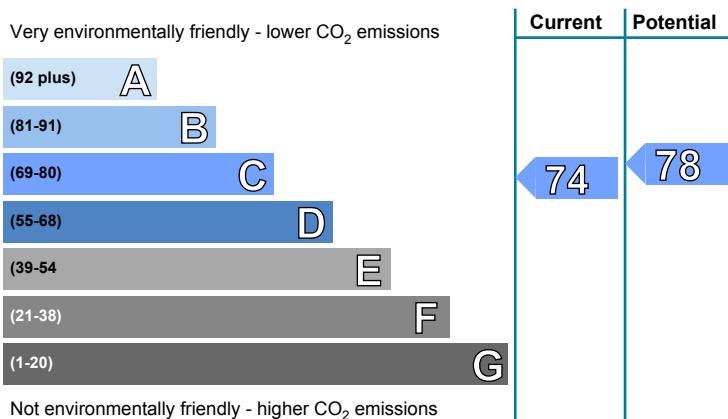 Current Potential
Very environmentally friendly - lower CO2 emissions
(92 plus) A
(81-91) B
(69-80) C
74 78
(55-68) D
(39-54 E
(21-38) F
(1-20) G
Not environmentally friendly - higher CO2 emissions